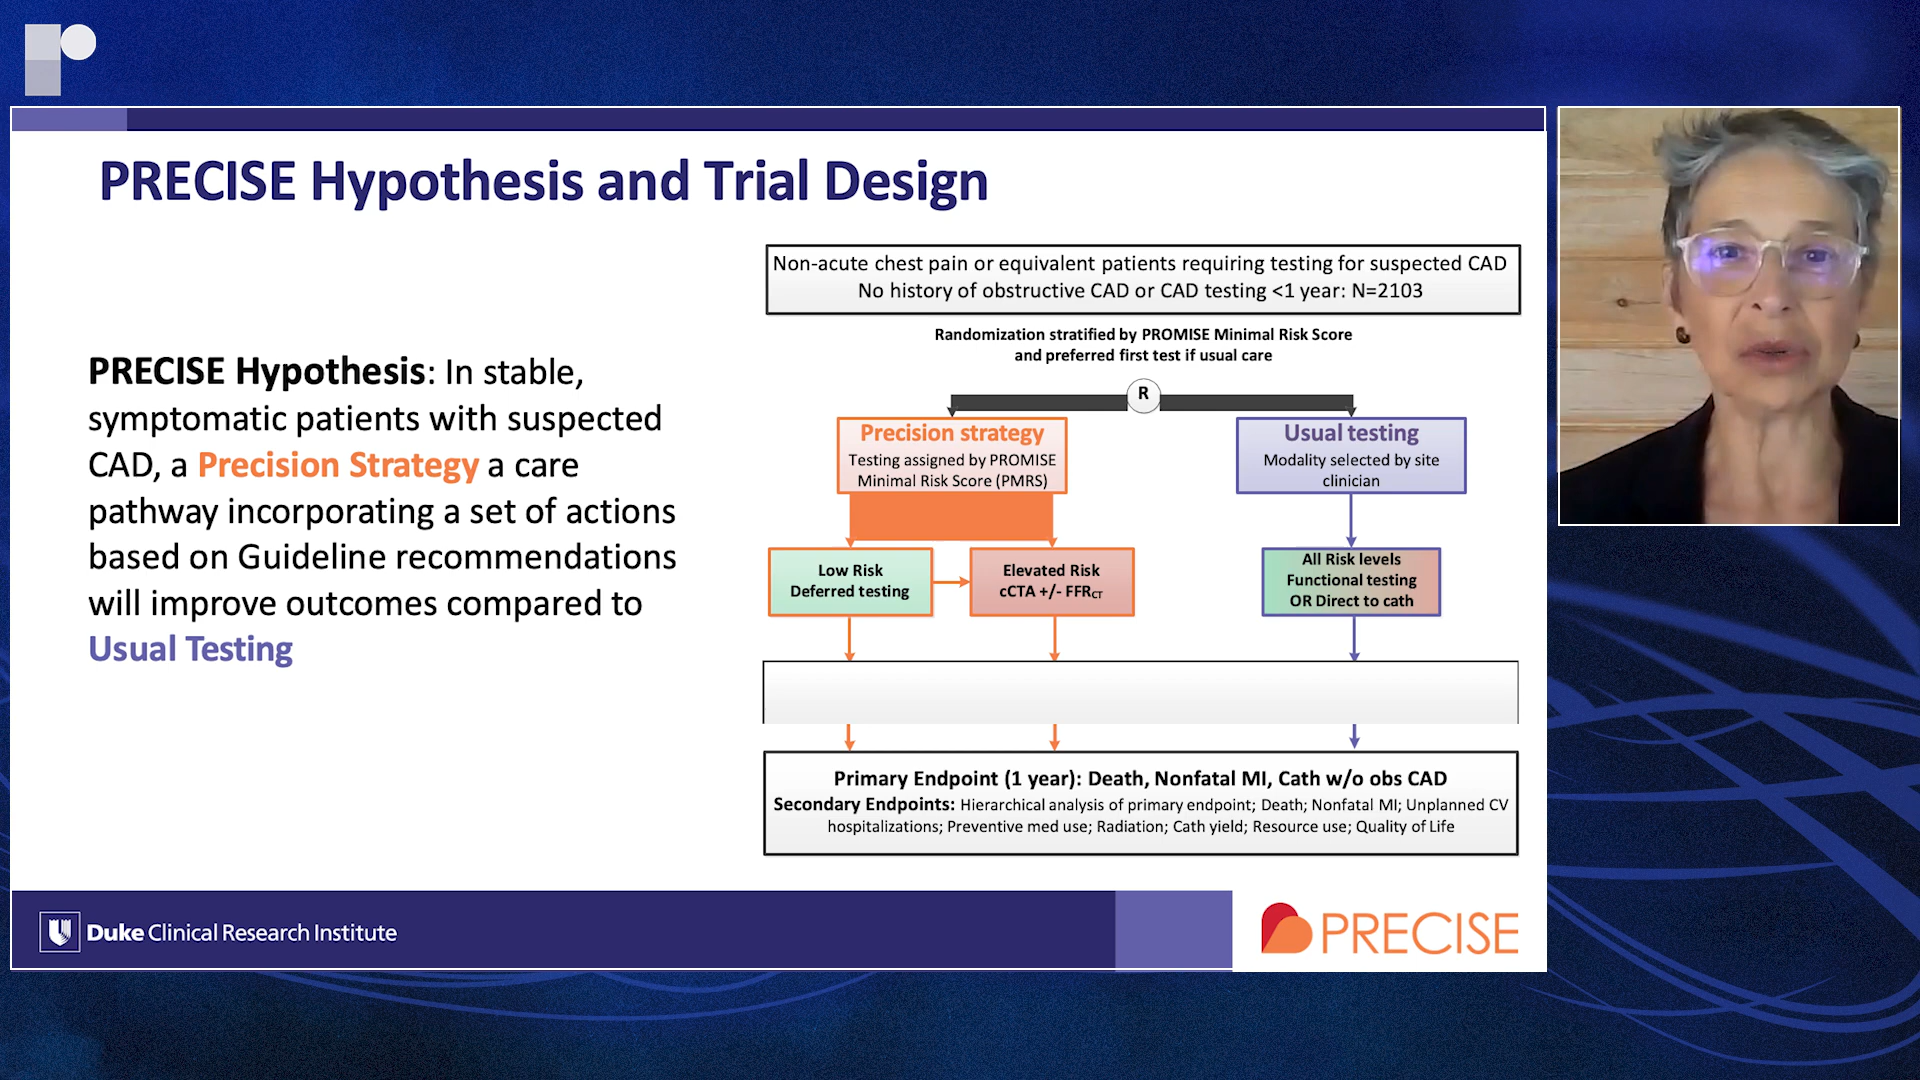 PRECISE Hypothesis and Trial Design
PRECISE Hypothesis: In stable,
symptomatic patients with suspected
CAD, a Precision Strategy a care
pathway incorporating a set of actions
based on Guideline recommendations
will improve outcomes compared to
Usual Testing
Non-acute chest pain or equivalent patients requiring testing for suspected CAD
No history of obstructive CAD or CAD testing <1 year: N=2103
Randomization stratified by PROMISE Minimal Risk Score
and preferred first test if usual care
R
Precision strategy
Testing assigned by PROMISE
Minimal Risk Score (PMRS)
Usual testing
Modality selected by site
clinician
Low Risk
Deferred testing
Elevated Risk
cCTA +/- FFRCT
All Risk levels
Functional testing
OR Direct to cath
Primary Endpoint (1 year): Death, Nonfatal MI, Cath w/o obs CAD
Secondary Endpoints: Hierarchical analysis of primary endpoint; Death; Nonfatal MI; Unplanned CV
hospitalizations; Preventive med use; Radiation; Cath yield; Resource use; Quality of Life
Duke Clinical Research Institute
PRECISE